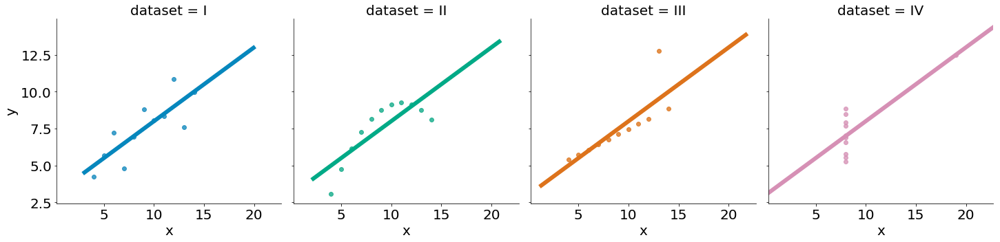 dataset = I
dataset = II
dataset = III
dataset = IV
y
12.5
10.0
7.5
5.0
2.5
5 10 15 20
5 10 15 20
5 10 15 20
5 10 15 20
x
x
x
x